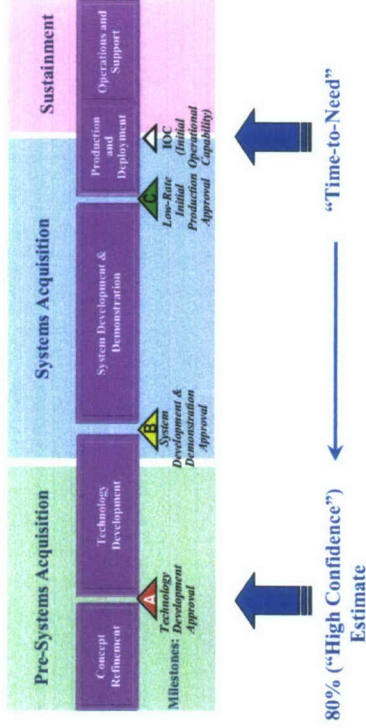 Pre-Systems Acquisition
Systems Acquisition
Sustainment
Concept
Refinement
Technology
Development
System Development &
Demonstration
Production
and
Deployment
Operations and
Support
A
B
C
Milestones:
Technology
Development
Approval
System
Development &
Demonstration
Approval
Low-Rate
Initial
Production
Approval
IOC
(Initial
Operational
Capability)
80% ("High Confidence")
Estimate
"Time-to-Need"